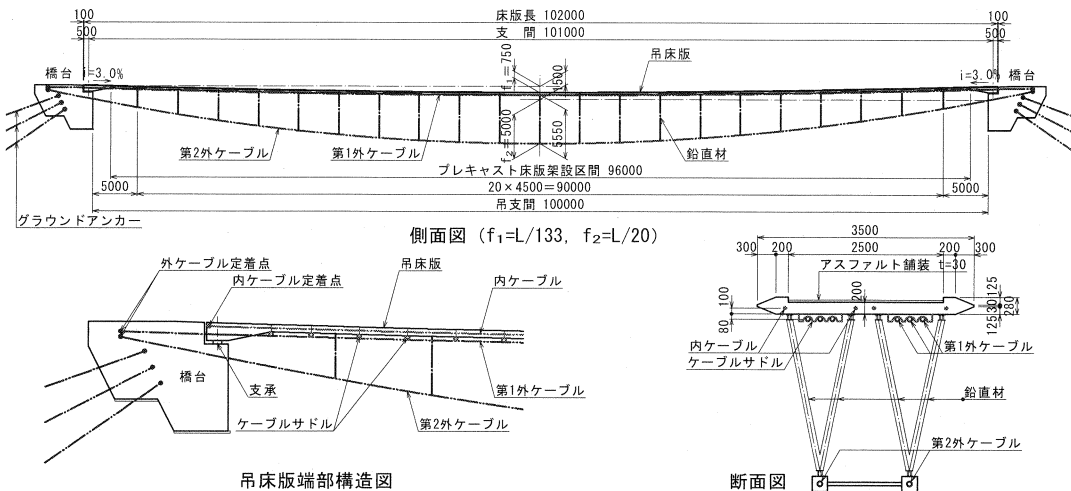 床版長 102000
100
100
支 間 101000
500
500
f₁=750
1500
吊床版
橋台
i=3.0%
i=3.0%
橋台
f₂=5000
5550
第2外ケーブル
第1外ケーブル
鉛直材
プレキャスト床版架設区間 96000
5000
20×4500=90000
5000
吊支間 100000
グラウンドアンカー
側面図 (f₁=L/133, f₂=L/20)
外ケーブル定着点
内ケーブル定着点
吊床版
内ケーブル
橋台
支承
第1外ケーブル
ケーブルサドル
第2外ケーブル
吊床版端部構造図
3500
300
200
2500
200
300
アスファルト舗装 t=30
100
80
200
125
30
125
280
内ケーブル
ケーブルサドル
第1外ケーブル
鉛直材
第2外ケーブル
断面図